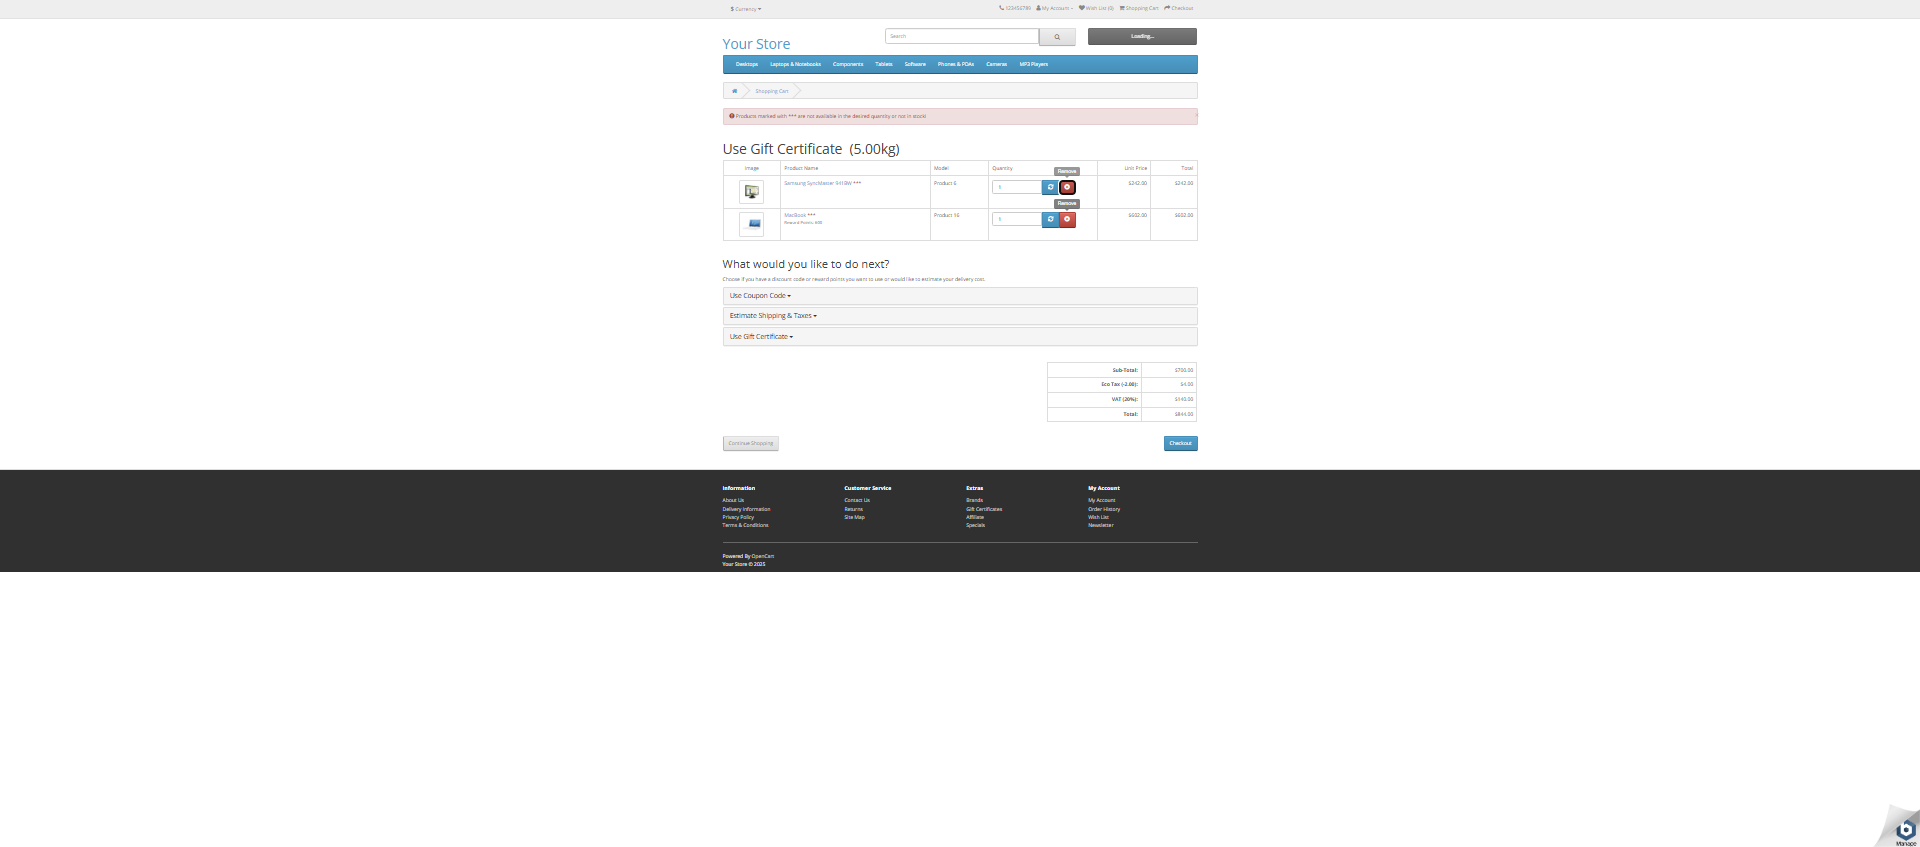 $ Currency
123456789 My Account Wish List (0) Shopping Cart Checkout
Your Store
Search
Loading...
Desktops Laptops & Notebooks Components Tablets Software Phones & PDAs Cameras MP3 Players
Shopping Cart
Products marked with *** are not available in the desired quantity or not in stock!
Use Gift Certificate (5.00kg)
Image Product Name Model Quantity Unit Price Total
Remove
Samsung SyncMaster 941BW *** Product 6 1 $242.00 $242.00
Remove
MacBook *** Product 16 1 $602.00 $602.00
Reward Points: 600
What would you like to do next?
Choose if you have a discount code or reward points you want to use or would like to estimate your delivery cost.
Use Coupon Code
Estimate Shipping & Taxes
Use Gift Certificate
Sub-Total: $700.00
Eco Tax (-2.00): $4.00
VAT (20%): $140.00
Total: $844.00
Continue Shopping
Checkout
Information Customer Service Extras My Account
About Us Contact Us Brands My Account
Delivery Information Returns Gift Certificates Order History
Privacy Policy Site Map Affiliate Wish List
Terms & Conditions Specials Newsletter
Powered By OpenCart
Your Store © 2025
Manage